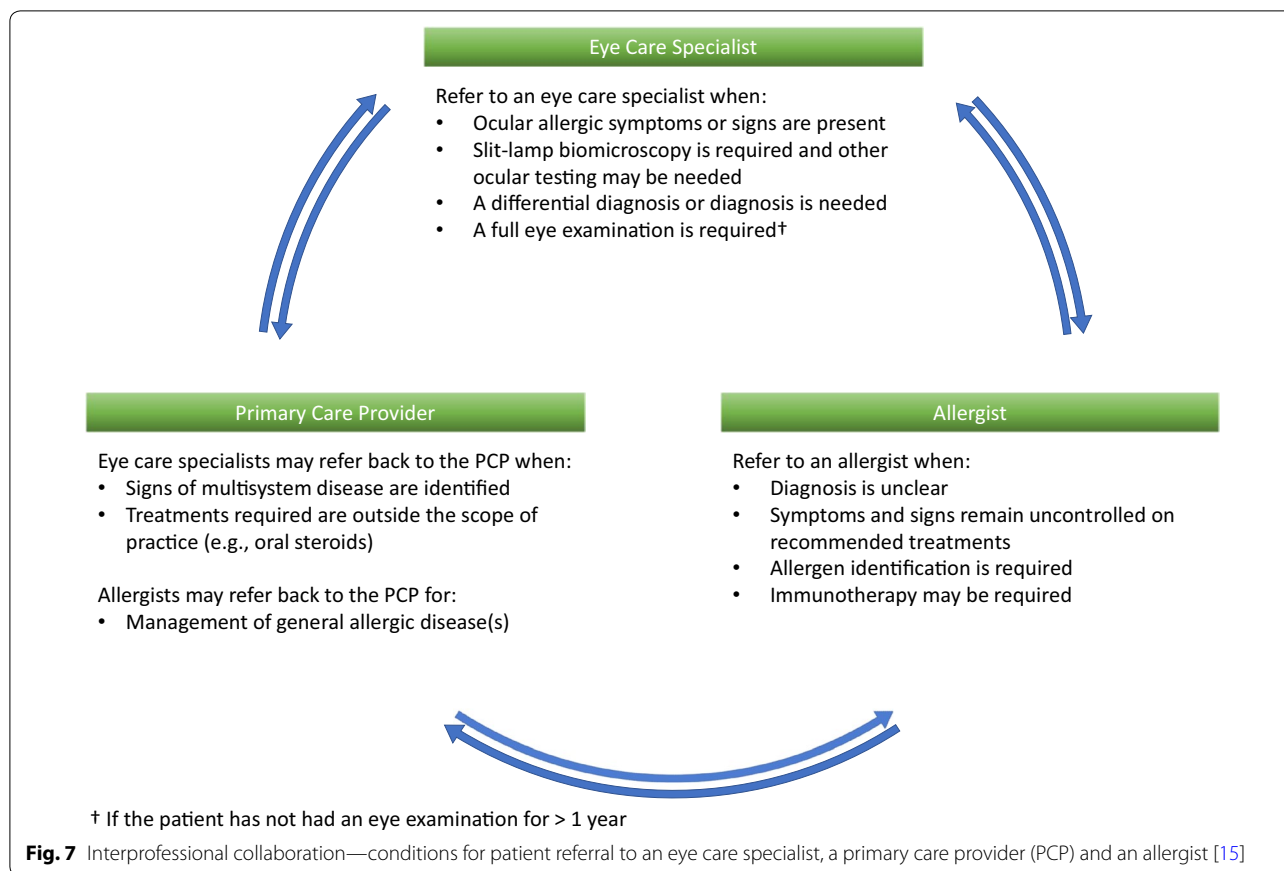 Eye Care Specialist
Refer to an eye care specialist when:
• Ocular allergic symptoms or signs are present
• Slit-lamp biomicroscopy is required and other
ocular testing may be needed
• A differential diagnosis or diagnosis is needed
• A full eye examination is required†
Primary Care Provider
Eye care specialists may refer back to the PCP when:
• Signs of multisystem disease are identified
• Treatments required are outside the scope of
practice (e.g., oral steroids)
Allergists may refer back to the PCP for:
• Management of general allergic disease(s)
Allergist
Refer to an allergist when:
• Diagnosis is unclear
• Symptoms and signs remain uncontrolled on
recommended treatments
• Allergen identification is required
• Immunotherapy may be required
† If the patient has not had an eye examination for > 1 year
Fig. 7 Interprofessional collaboration—conditions for patient referral to an eye care specialist, a primary care provider (PCP) and an allergist [15]